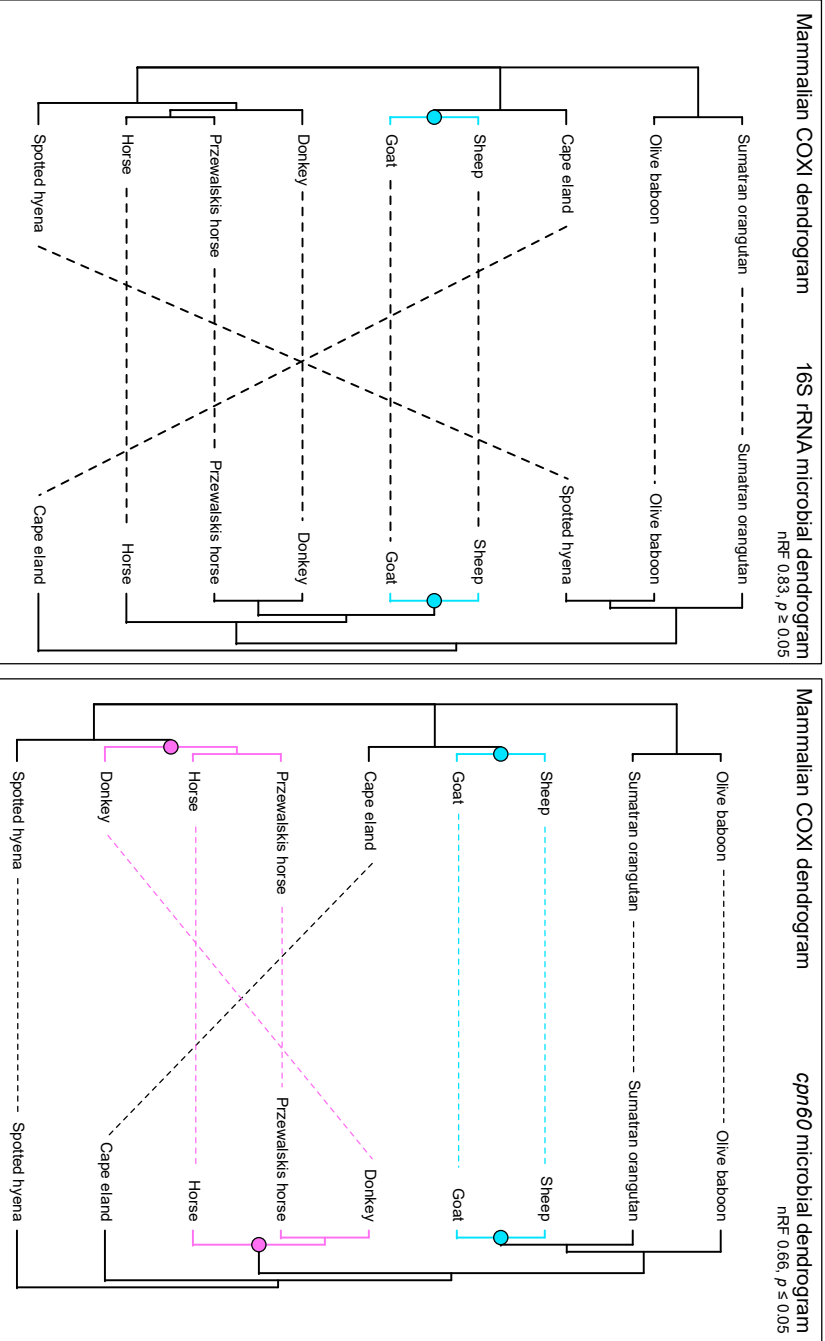 Mammalian COXI dendrogram
16S rRNA microbial dendrogram
nRF 0.83, p ≥ 0.05
Sumatran orangutan
Olive baboon
Cape eland
Sheep
Goat
Donkey
Przewalskis horse
Horse
Spotted hyena
Sumatran orangutan
Olive baboon
Spotted hyena
Sheep
Goat
Donkey
Przewalskis horse
Horse
Cape eland
Mammalian COXI dendrogram
cpn60 microbial dendrogram
nRF 0.66, p ≤ 0.05
Olive baboon
Sumatran orangutan
Sheep
Goat
Cape eland
Przewalskis horse
Horse
Donkey
Spotted hyena
Olive baboon
Sumatran orangutan
Sheep
Goat
Donkey
Przewalskis horse
Horse
Cape eland
Spotted hyena